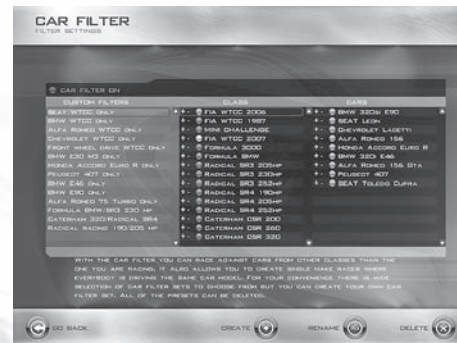 CAR FILTER
FILTER SETTINGS
CAR FILTER ON
CUSTOM FILTERS
SEAT WTCC ONLY
BMW WTCC ONLY
ALFA ROMEO WTCC ONLY
CHEVROLET WTCC ONLY
FRONT WHEEL DRIVE WTCC ONLY
BMW E30 M3 ONLY
HONDA ACCORD EURO R ONLY
PEUGEOT 407 ONLY
BMW E46 ONLY
BMW E90 ONLY
ALFA ROMEO 75 TURBO ONLY
FORMULA BMW/SR3 230 HP
CATERHAM 320/RADICAL SR4
RADICAL RACING 190/205 HP
CLASS
+ - FIA WTCC 2006
+ - FIA WTCC 1987
+ - MINI CHALLENGE
+ - FIA WTCC 2007
+ - FORMULA 3000
+ - FORMULA BMW
+ - RADICAL SR3 205HP
+ - RADICAL SR3 230HP
+ - RADICAL SR3 252HP
+ - RADICAL SR4 190HP
+ - RADICAL SR4 205HP
+ - RADICAL SR4 252HP
+ - CATERHAM CSR 200
+ - CATERHAM CSR 260
+ - CATERHAM CSR 320
CARS
+ - BMW 320SI E90
+ - SEAT LEON
+ - CHEVROLET LACETTI
+ - ALFA ROMEO 156
+ - HONDA ACCORD EURO R
+ - BMW 320I E46
+ - ALFA ROMEO 156 GTA
+ - PEUGEOT 407
+ - SEAT TOLEDO CUPRA
WITH THE CAR FILTER YOU CAN RACE AGAINST CARS FROM OTHER CLASSES THAN THE
ONE YOU ARE RACING, IT ALSO ALLOWS YOU TO CREATE SINGLE MAKE RACES WHERE
EVERYBODY IS DRIVING THE SAME CAR MODEL. FOR YOUR CONVENIENCE THERE IS WIDE
SELECTION OF CAR FILTER SETS TO CHOOSE FROM BUT YOU CAN CREATE YOUR OWN CAR
FILTER SET. ALL OF THE PRESETS CAN BE DELETED.
GO BACK
CREATE
RENAME
DELETE